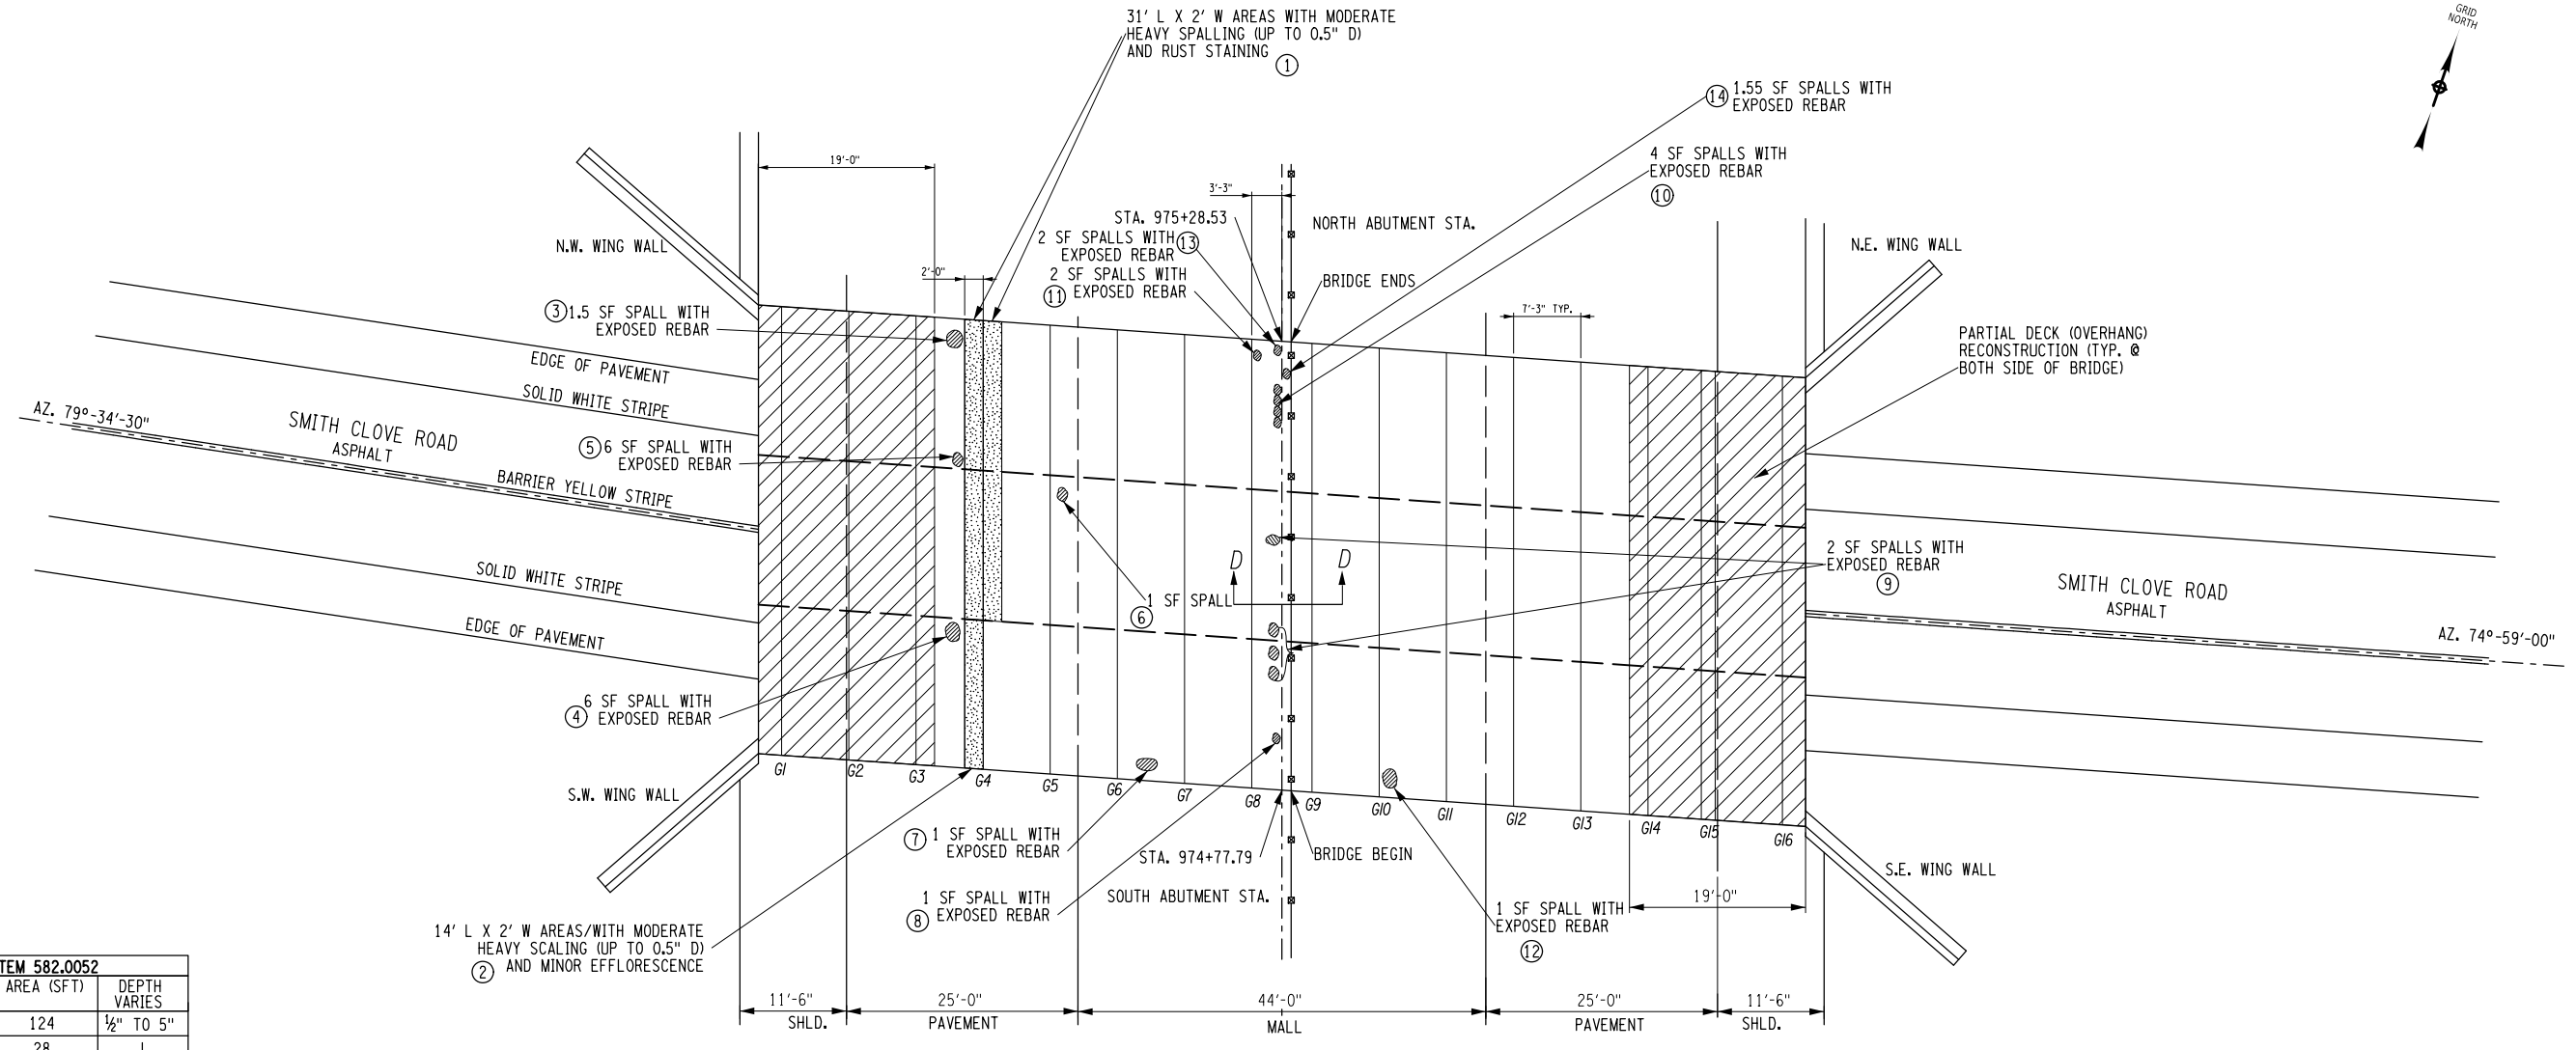 31' L X 2' W AREAS WITH MODERATE
HEAVY SPALLING (UP TO 0.5" D)
AND RUST STAINING
1
GRID
NORTH
14
1.55 SF SPALLS WITH
EXPOSED REBAR
4 SF SPALLS WITH
EXPOSED REBAR
10
19'-0"
3'-3"
STA. 975+28.53
NORTH ABUTMENT STA.
2 SF SPALLS WITH
EXPOSED REBAR
13
2 SF SPALLS WITH
EXPOSED REBAR
11
BRIDGE ENDS
N.W. WING WALL
N.E. WING WALL
2'-0"
7'-3" TYP.
3 1.5 SF SPALL WITH
EXPOSED REBAR
PARTIAL DECK (OVERHANG)
RECONSTRUCTION (TYP. @
BOTH SIDE OF BRIDGE)
EDGE OF PAVEMENT
SOLID WHITE STRIPE
AZ. 79°-34'-30"
SMITH CLOVE ROAD
ASPHALT
5 6 SF SPALL WITH
EXPOSED REBAR
BARRIER YELLOW STRIPE
D D
2 SF SPALLS WITH
EXPOSED REBAR
9
SOLID WHITE STRIPE
1 SF SPALL
6
SMITH CLOVE ROAD
ASPHALT
AZ. 74°-59'-00"
EDGE OF PAVEMENT
6 SF SPALL WITH
4 EXPOSED REBAR
S.W. WING WALL
G1 G2 G3 G4 G5 G6 G7 G8 G9 G10 G11 G12 G13 G14 G15 G16
7 1 SF SPALL WITH
EXPOSED REBAR
STA. 974+77.79
BRIDGE BEGIN
S.E. WING WALL
SOUTH ABUTMENT STA.
1 SF SPALL WITH
8 EXPOSED REBAR
19'-0"
1 SF SPALL WITH
EXPOSED REBAR
12
14' L X 2' W AREAS/WITH MODERATE
HEAVY SCALING (UP TO 0.5" D)
2 AND MINOR EFFLORESCENCE
TEM 582.0052
AREA (SFT) DEPTH
VARIES
124 ½" TO 5"
28
11'-6" 25'-0" 44'-0" 25'-0" 11'-6"
SHLD. PAVEMENT MALL PAVEMENT SHLD.